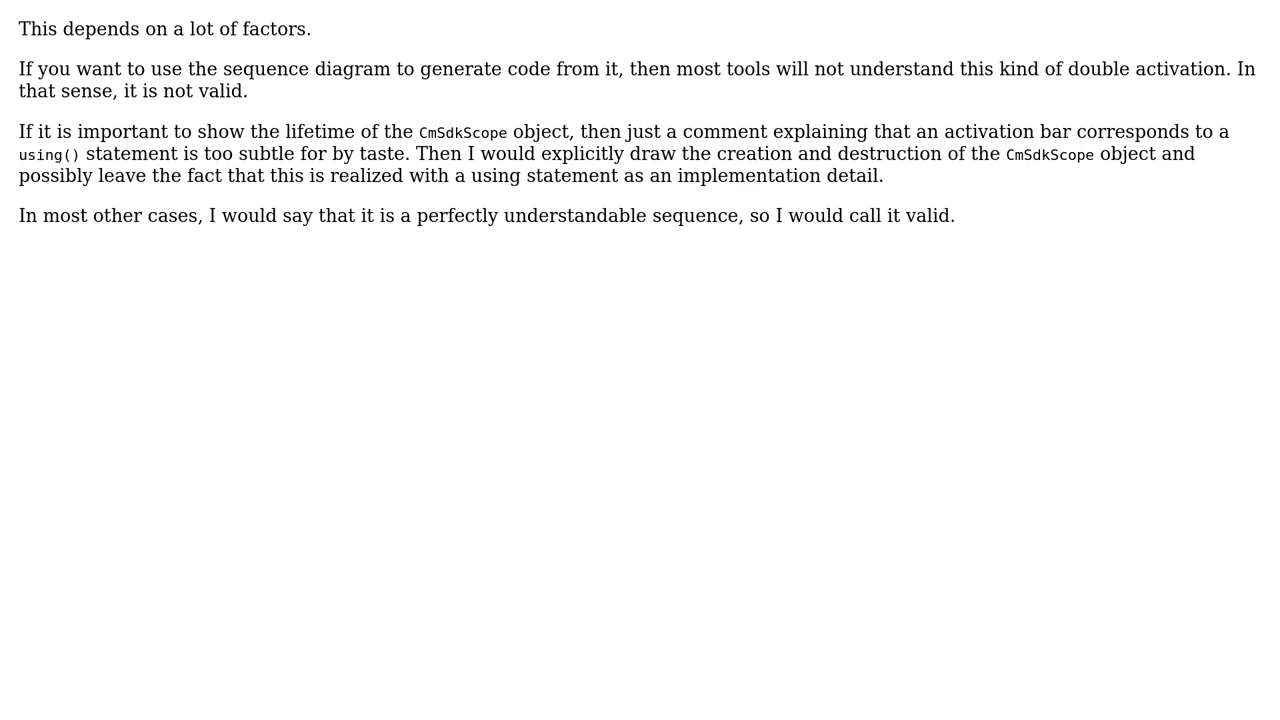 This depends on a lot of factors.
If you want to use the sequence diagram to generate code from it, then most tools will not understand this kind of double activation. In
that sense, it is not valid.
If it is important to show the lifetime of the CmSdkScope object, then just a comment explaining that an activation bar corresponds to a
using() statement is too subtle for by taste. Then I would explicitly draw the creation and destruction of the CmSdkScope object and
possibly leave the fact that this is realized with a using statement as an implementation detail.
In most other cases, I would say that it is a perfectly understandable sequence, so I would call it valid.